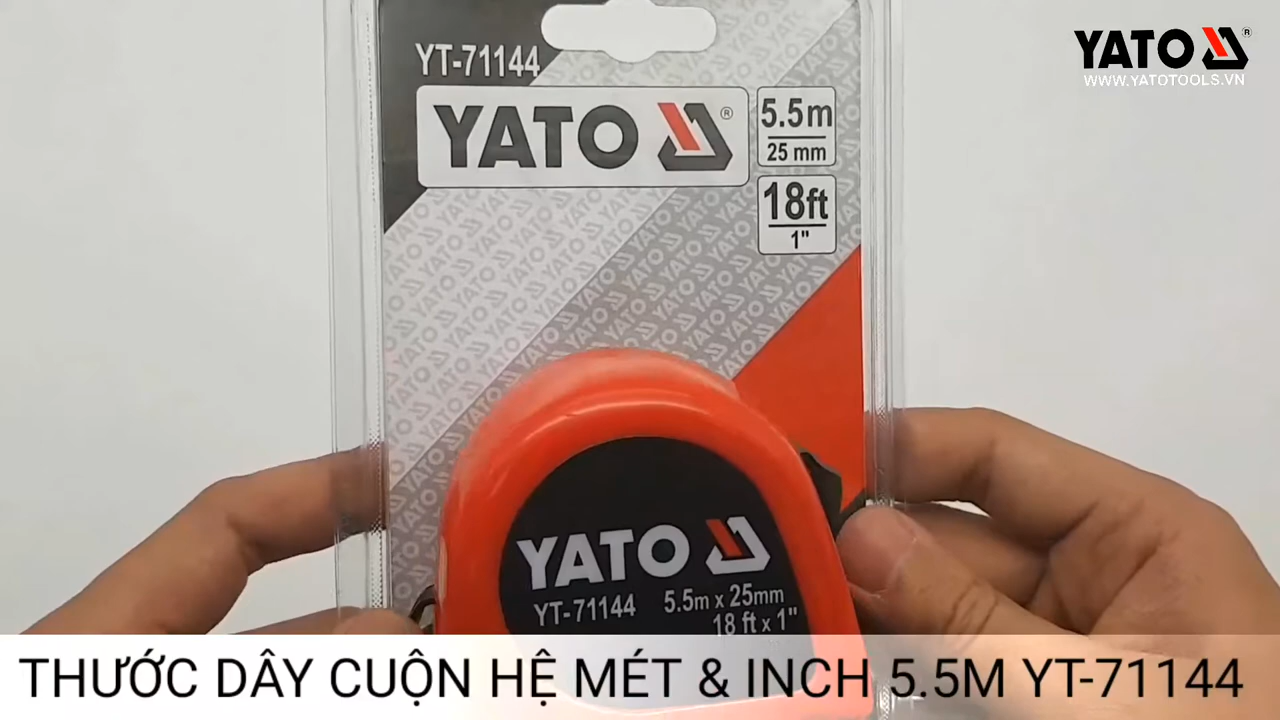 YATO ®
WWW.YATOTOOLS.VN
YT-71144
YATO ®
5.5m
25 mm
18ft
1"
YATO
YT-71144 5.5m x 25mm
18 ft x 1"
THƯỚC DÂY CUỘN HỆ MÉT & INCH 5.5M YT-71144